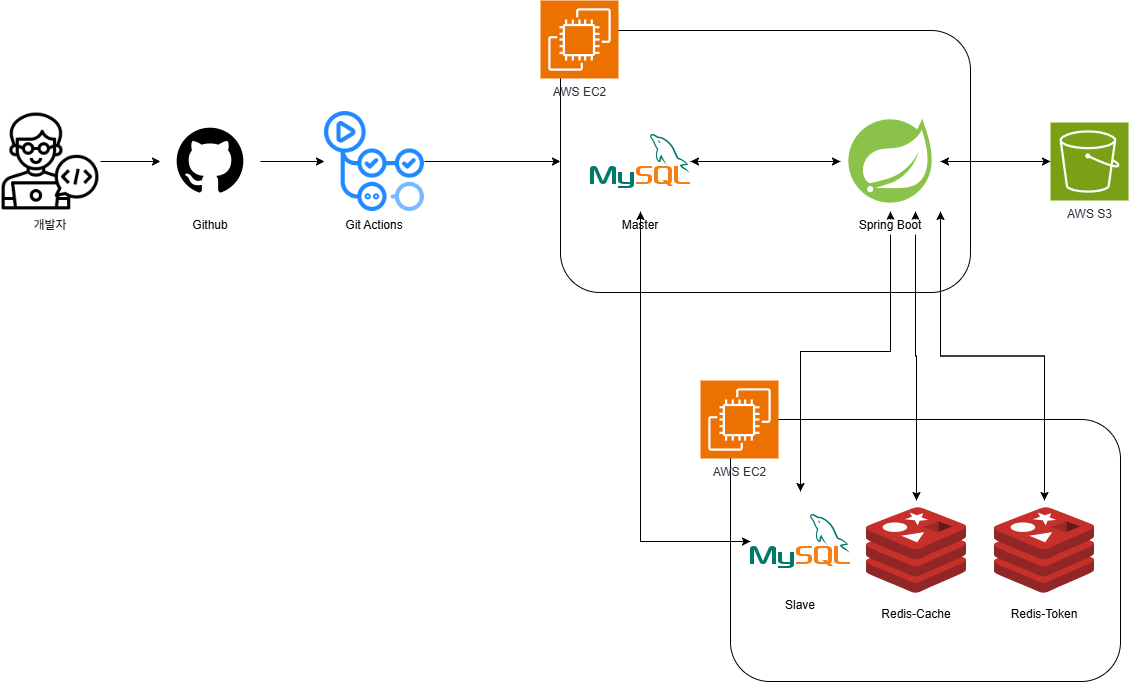 AWS EC2
개발자
Github
Git Actions
MySQL
Master
Spring Boot
AWS S3
AWS EC2
MySQL
Slave
Redis-Cache
Redis-Token